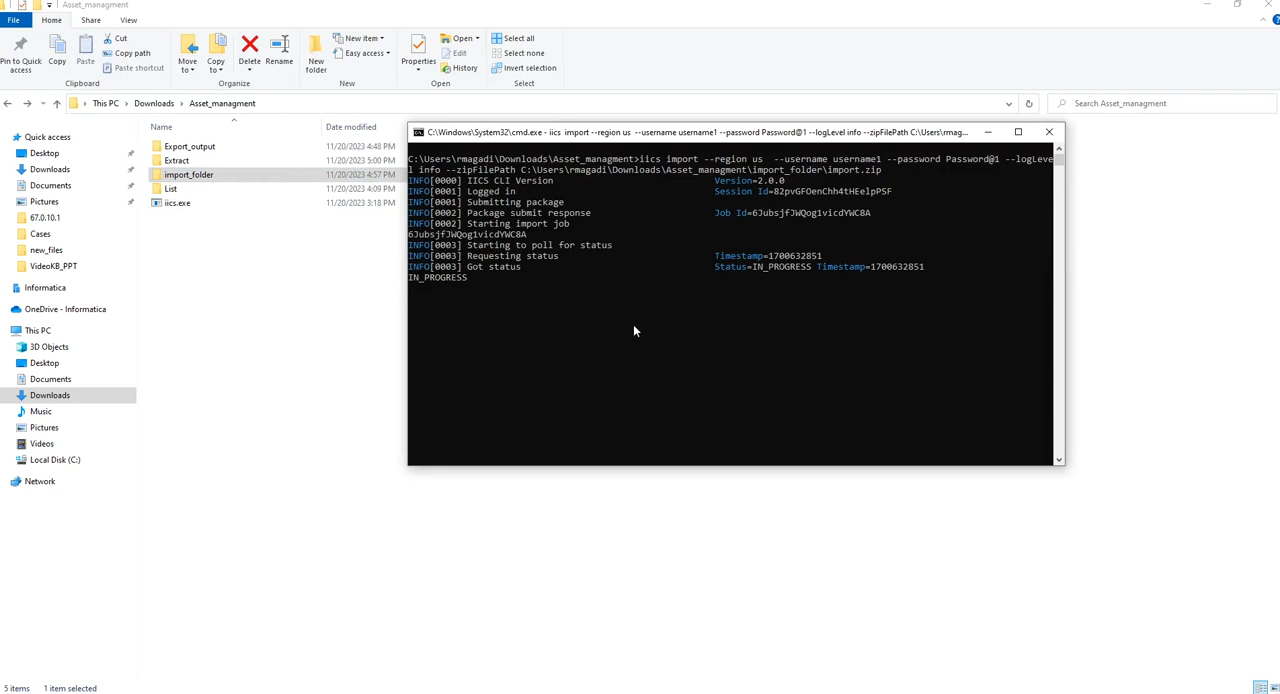 Asset_managment
File Home Share View
Pin to Quick access
Copy
Paste
Cut
Copy path
Paste shortcut
Move to
Copy to
Delete
Rename
New folder
New item
Easy access
Properties
Open
Edit
History
Select all
Select none
Invert selection
Clipboard Organize New Open Select
This PC Downloads Asset_managment
Search Asset_managment
Name Date modified
Quick access
Desktop
Downloads
Documents
Pictures
67.0.10.1
Cases
new_files
VideoKB_PPT
Informatica
OneDrive - Informatica
This PC
3D Objects
Desktop
Documents
Downloads
Music
Pictures
Videos
Local Disk (C:)
Network
Export_output 11/20/2023 4:48 PM
Extract 11/20/2023 5:00 PM
import_folder 11/20/2023 4:57 PM
List 11/20/2023 4:09 PM
iics.exe 11/20/2023 3:18 PM
C:\Windows\System32\cmd.exe - iics import --region us --username username1 --password Password@1 --logLevel info --zipFilePath C:\Users\rmag...
C:\Users\rmagadi\Downloads\Asset_managment>iics import --region us  --username username1 --password Password@1 --logLeve
l info --zipFilePath C:\Users\rmagadi\Downloads\Asset_managment\import_folder\import.zip
INFO[0000] IICS CLI Version Version=2.0.0
INFO[0001] Logged in Session Id=82pvGFOenChh4tHEelpPSF
INFO[0001] Submitting package
INFO[0002] Package submit response Job Id=6JubsjfJWQog1vicdYWC8A
INFO[0002] Starting import job
6JubsjfJWQog1vicdYWC8A
INFO[0003] Starting to poll for status
INFO[0003] Requesting status Timestamp=1700632851
INFO[0003] Got status Status=IN_PROGRESS Timestamp=1700632851
IN_PROGRESS
5 items 1 item selected